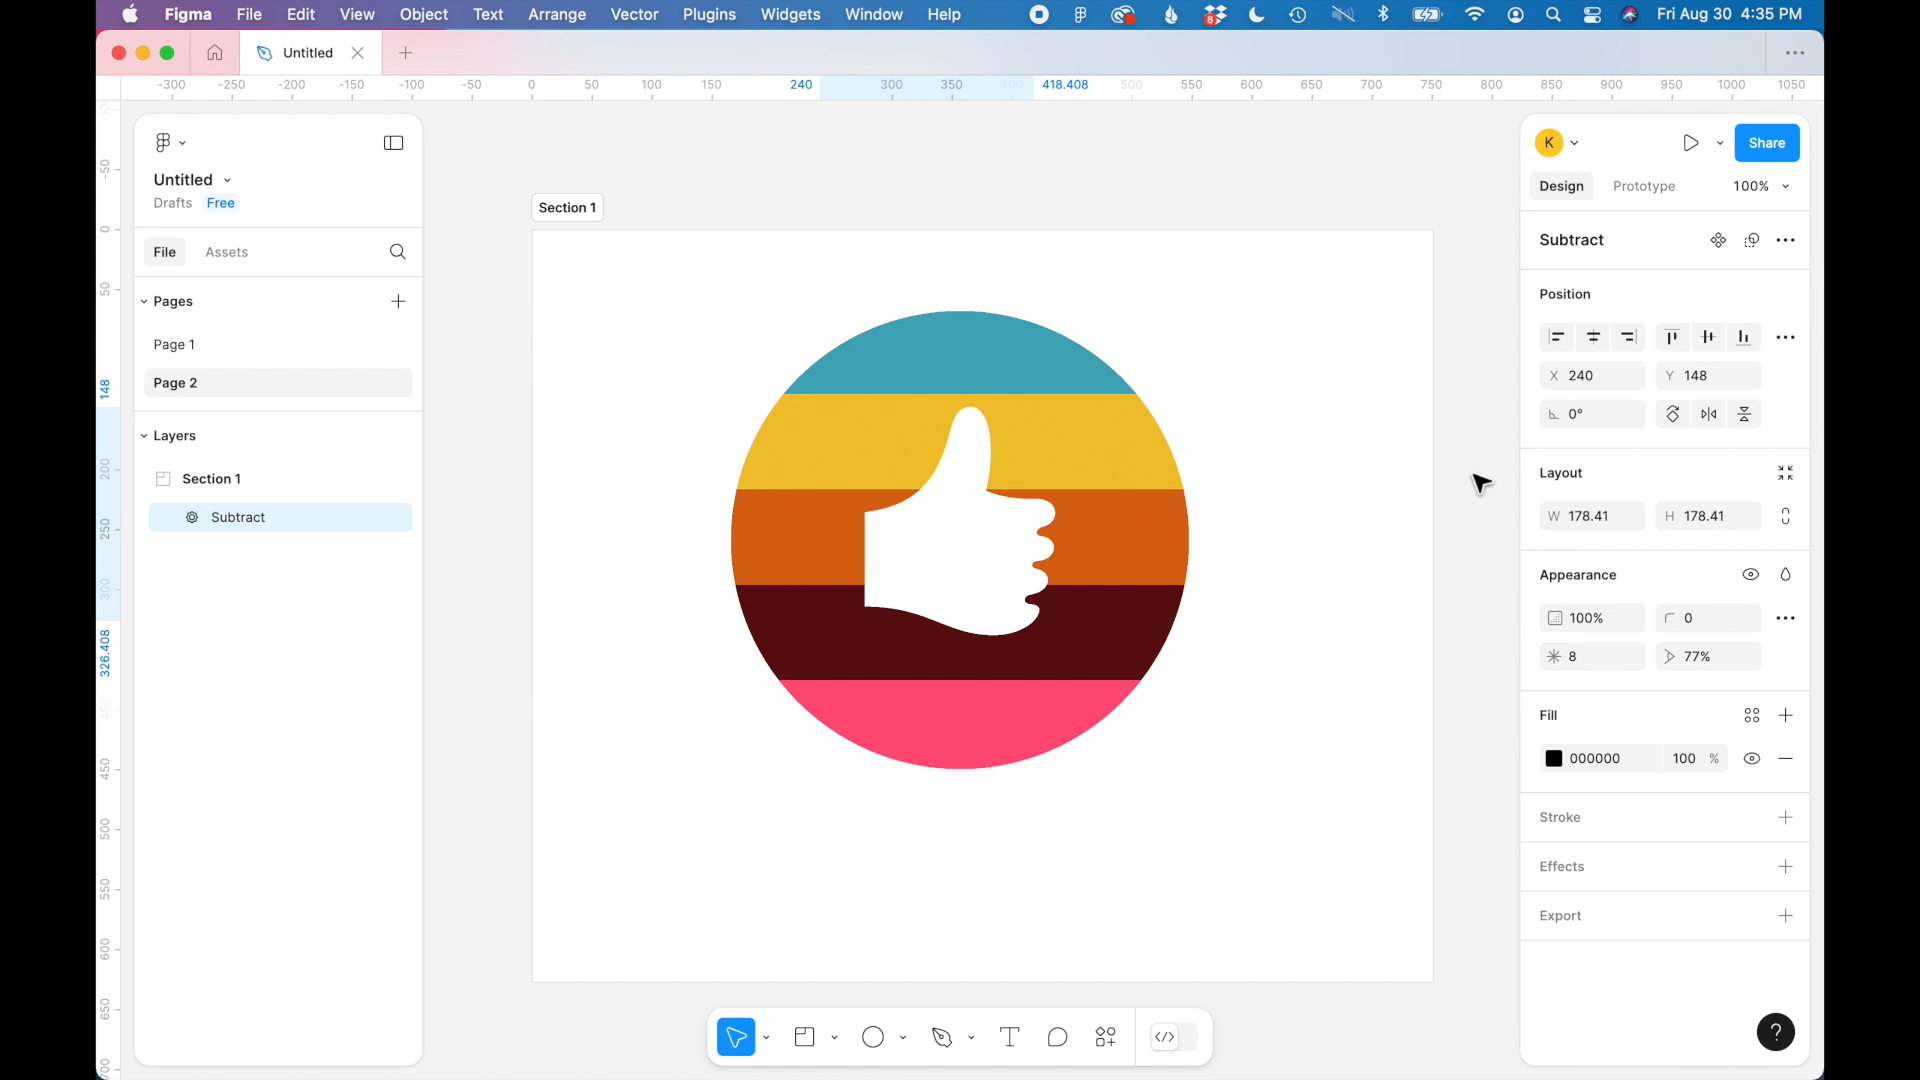 Figma File Edit View Object Text Arrange Vector Plugins Widgets Window Help 8 Fri Aug 30 4:35 PM
Untitled
-300 -250 -200 -150 -100 -50 0 50 100 150 240 300 350 400 418.408 500 550 600 650 700 750 800 850 900 950 1000 1050
-50
0
50
148
200
250
300
326.408
400
450
500
550
600
650
700
Untitled
Drafts Free
File Assets
Pages
Page 1
Page 2
Layers
Section 1
Subtract
Section 1
K Share
Design Prototype 100%
Subtract
Position
X 240 Y 148
0°
Layout
W 178.41 H 178.41
Appearance
100% 0
8 77%
Fill
000000 100 %
Stroke
Effects
Export
?